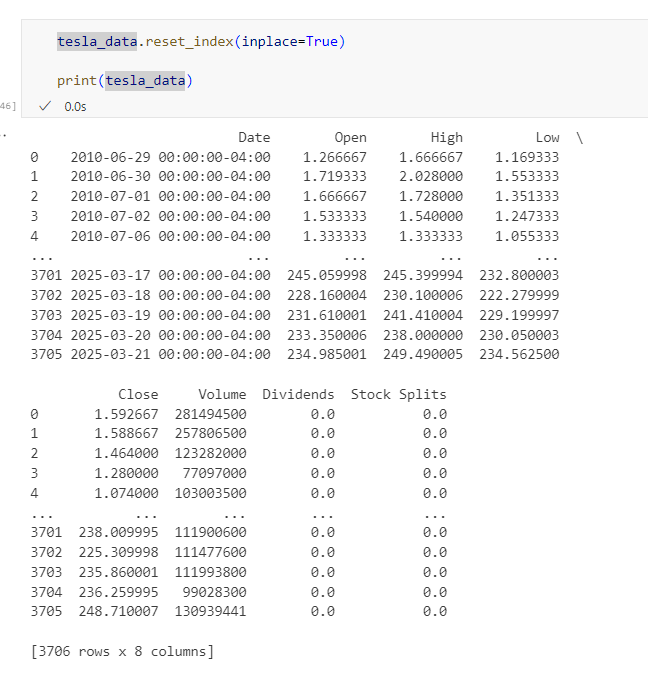 tesla_data.reset_index(inplace=True)
print(tesla_data)
46] ✓ 0.0s
..
Date Open High Low \
0 2010-06-29 00:00:00-04:00 1.266667 1.666667 1.169333
1 2010-06-30 00:00:00-04:00 1.719333 2.028000 1.553333
2 2010-07-01 00:00:00-04:00 1.666667 1.728000 1.351333
3 2010-07-02 00:00:00-04:00 1.533333 1.540000 1.247333
4 2010-07-06 00:00:00-04:00 1.333333 1.333333 1.055333
... ... ... ... ...
3701 2025-03-17 00:00:00-04:00 245.059998 245.399994 232.800003
3702 2025-03-18 00:00:00-04:00 228.160004 230.100006 222.279999
3703 2025-03-19 00:00:00-04:00 231.610001 241.410004 229.199997
3704 2025-03-20 00:00:00-04:00 233.350006 238.000000 230.050003
3705 2025-03-21 00:00:00-04:00 234.985001 249.490005 234.562500
Close Volume Dividends Stock Splits
0 1.592667 281494500 0.0 0.0
1 1.588667 257806500 0.0 0.0
2 1.464000 123282000 0.0 0.0
3 1.280000 77097000 0.0 0.0
4 1.074000 103003500 0.0 0.0
... ... ... ... ...
3701 238.009995 111900600 0.0 0.0
3702 225.309998 111477600 0.0 0.0
3703 235.860001 111993800 0.0 0.0
3704 236.259995 99028300 0.0 0.0
3705 248.710007 130939441 0.0 0.0
[3706 rows x 8 columns]